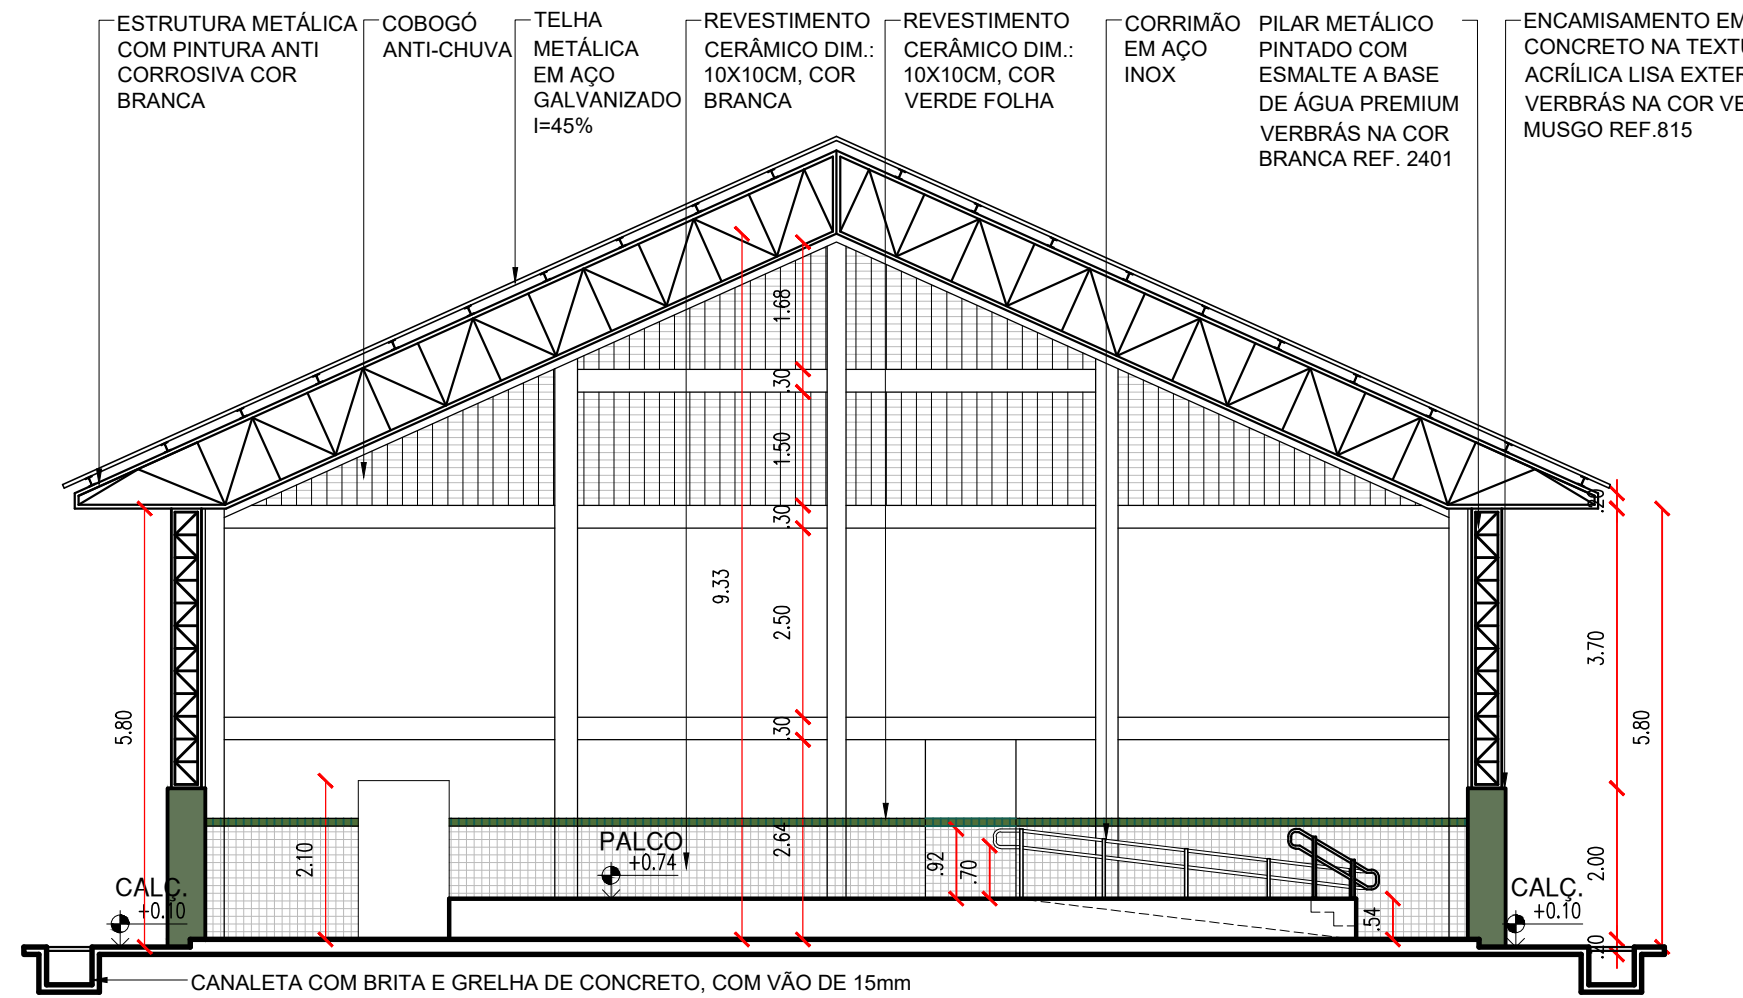 ESTRUTURA METÁLICA
COM PINTURA ANTI
CORROSIVA COR
BRANCA
COBOGÓ
ANTI-CHUVA
TELHA
METÁLICA
EM AÇO
GALVANIZADO
I=45%
REVESTIMENTO
CERÂMICO DIM.:
10X10CM, COR
BRANCA
REVESTIMENTO
CERÂMICO DIM.:
10X10CM, COR
VERDE FOLHA
CORRIMÃO
EM AÇO
INOX
PILAR METÁLICO
PINTADO COM
ESMALTE A BASE
DE ÁGUA PREMIUM
VERBRÁS NA COR
BRANCA REF. 2401
ENCAMISAMENTO EM
CONCRETO NA
ACRÍLICA LISA
VERBRÁS NA COR
MUSGO REF.815
1.68
.30
1.50
.30
9.33
2.50
.30
2.64
5.80
2.10
PALCO
+0.74
.92
.70
.54
3.70
5.80
2.00
CALÇ.
+0.10
CALÇ.
+0.10
CANALETA COM BRITA E GRELHA DE CONCRETO, COM VÃO DE 15mm